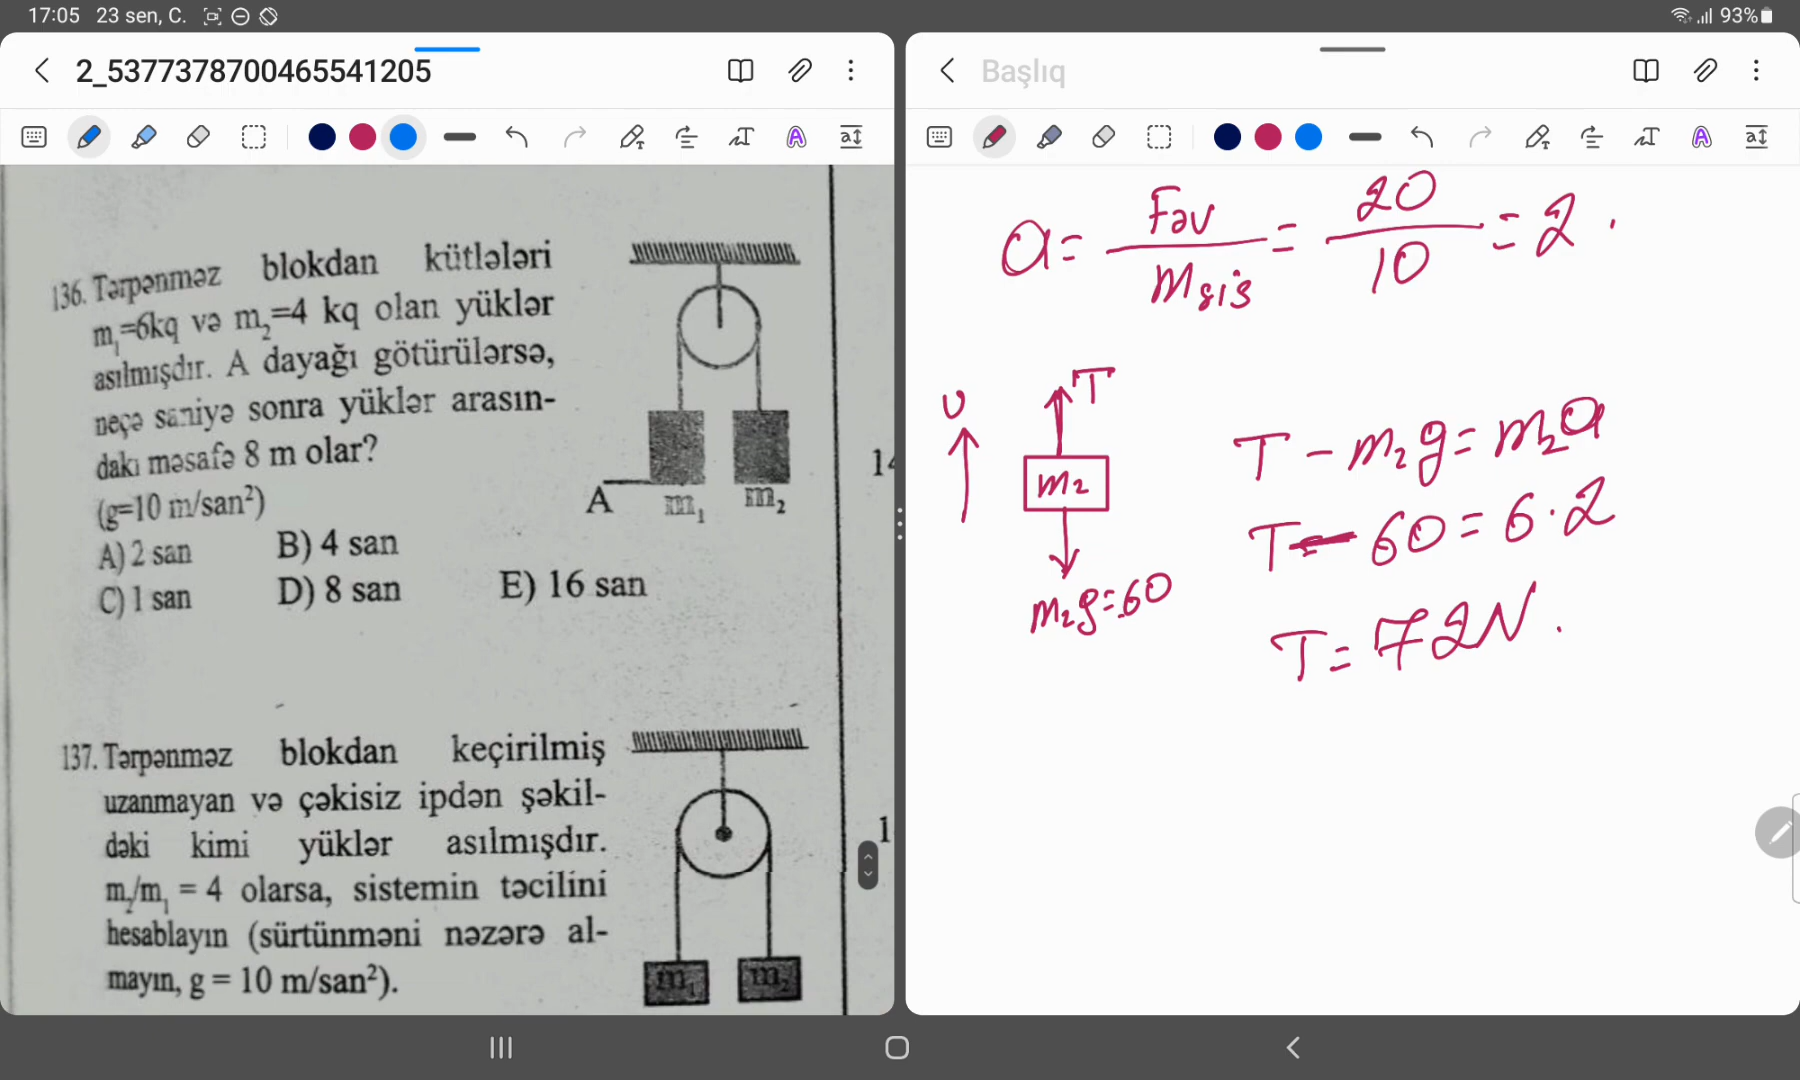 17:05 23 sen, C.
93%
2_5377378700465541205
136. Tərpənməz blokdan kütlələri
m₁=6kq və m₂=4 kq olan yüklər
asılmışdır. A dayağı götürülərsə,
neçə saniyə sonra yüklər arasın-
dakı məsafə 8 m olar?
(g=10 m/san²)
A) 2 san B) 4 san
C) 1 san D) 8 san E) 16 san
A m₁ m₂
14
137. Tərpənməz blokdan keçirilmiş
uzanmayan və çəkisiz ipdən şəkil-
dəki kimi yüklər asılmışdır.
m₂/m₁ = 4 olarsa, sistemin təcilini
hesablayın (sürtünməni nəzərə al-
mayın, g = 10 m/san²).
m₁ m₂
1
Başlıq
a = Fəv / msis = 20 / 10 = 2.
υ
T
m₂
m₂g=60
T - m₂g = m₂a
T - 60 = 6·2
T = 72N.